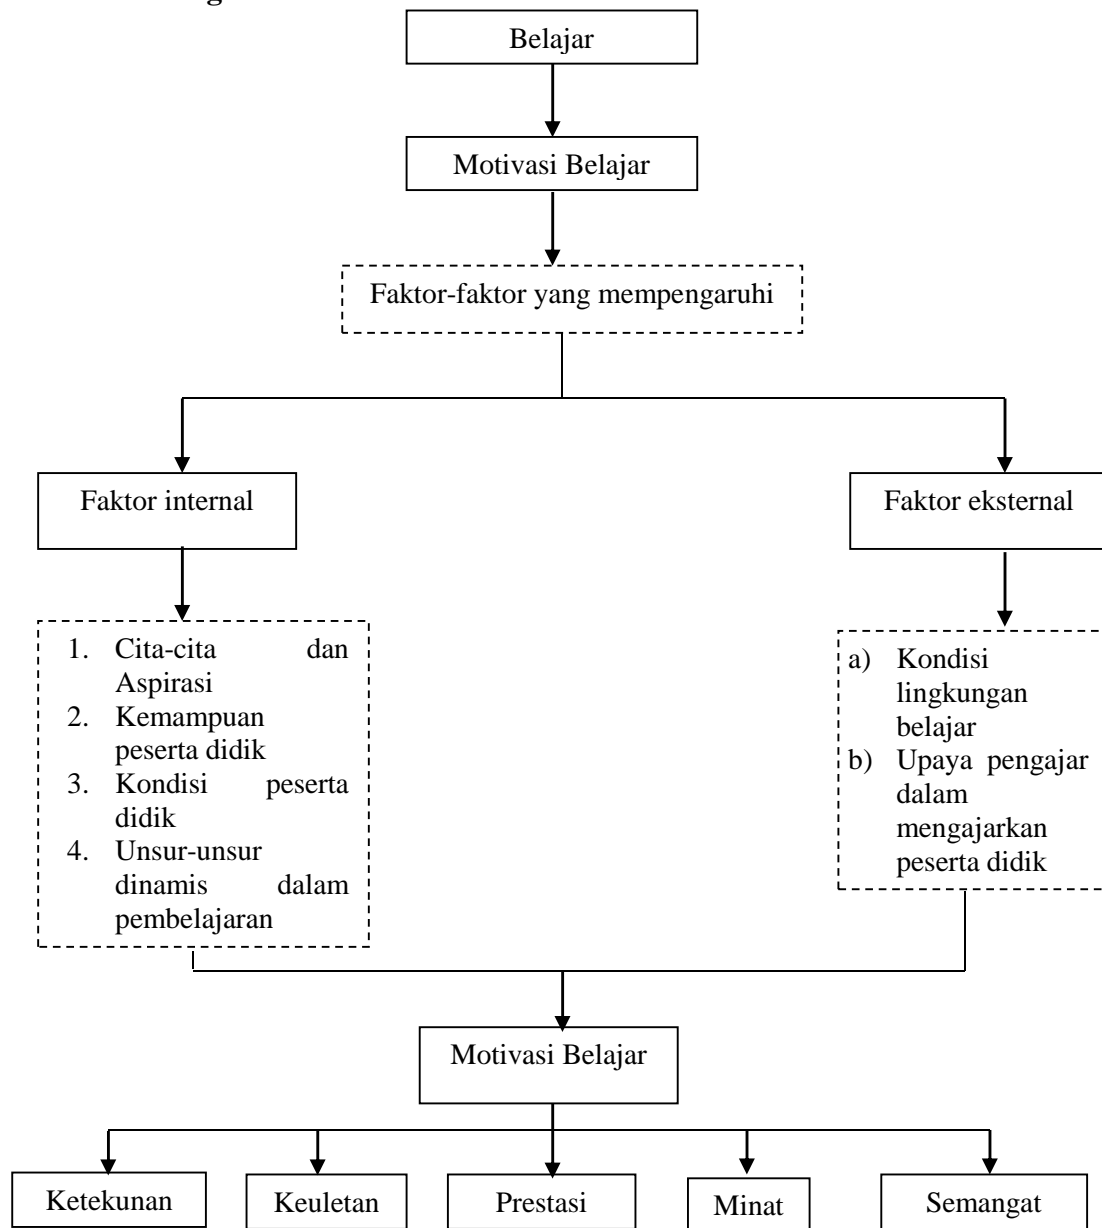 Belajar
Motivasi Belajar
Faktor-faktor yang mempengaruhi
Faktor internal
Faktor eksternal
1. Cita-cita dan
Aspirasi
2. Kemampuan
peserta didik
3. Kondisi peserta
didik
4. Unsur-unsur
dinamis dalam
pembelajaran
a) Kondisi
lingkungan
belajar
b) Upaya pengajar
dalam
mengajarkan
peserta didik
Motivasi Belajar
Ketekunan
Keuletan
Prestasi
Minat
Semangat